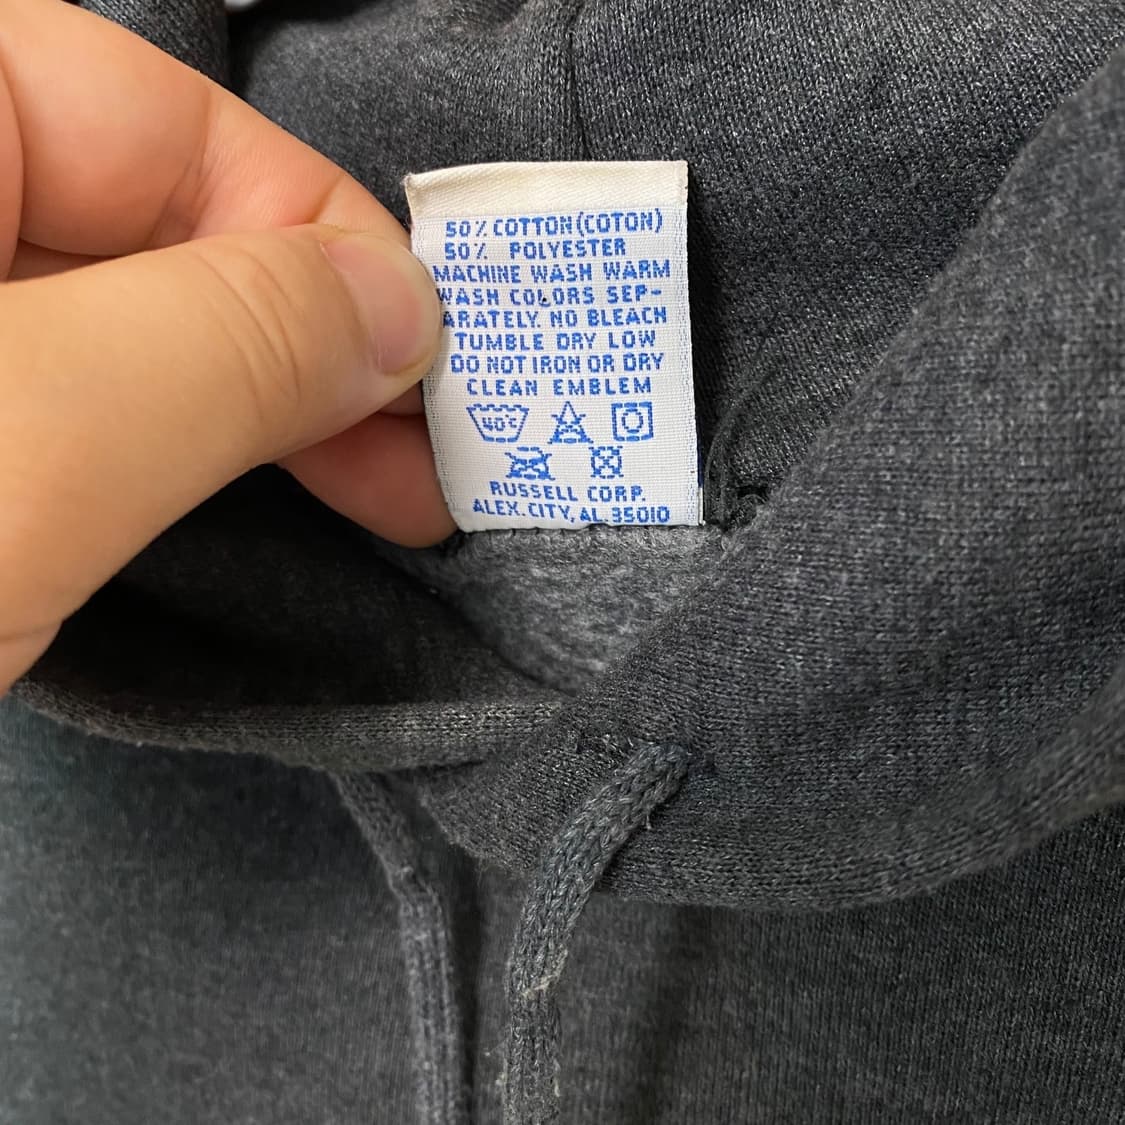 50% COTTON (COTON)
50% POLYESTER
MACHINE WASH WARM
WASH COLORS SEP-
ARATELY. NO BLEACH
TUMBLE DRY LOW
DO NOT IRON OR DRY
CLEAN EMBLEM
40°C
RUSSELL CORP.
ALEX. CITY, AL. 35010